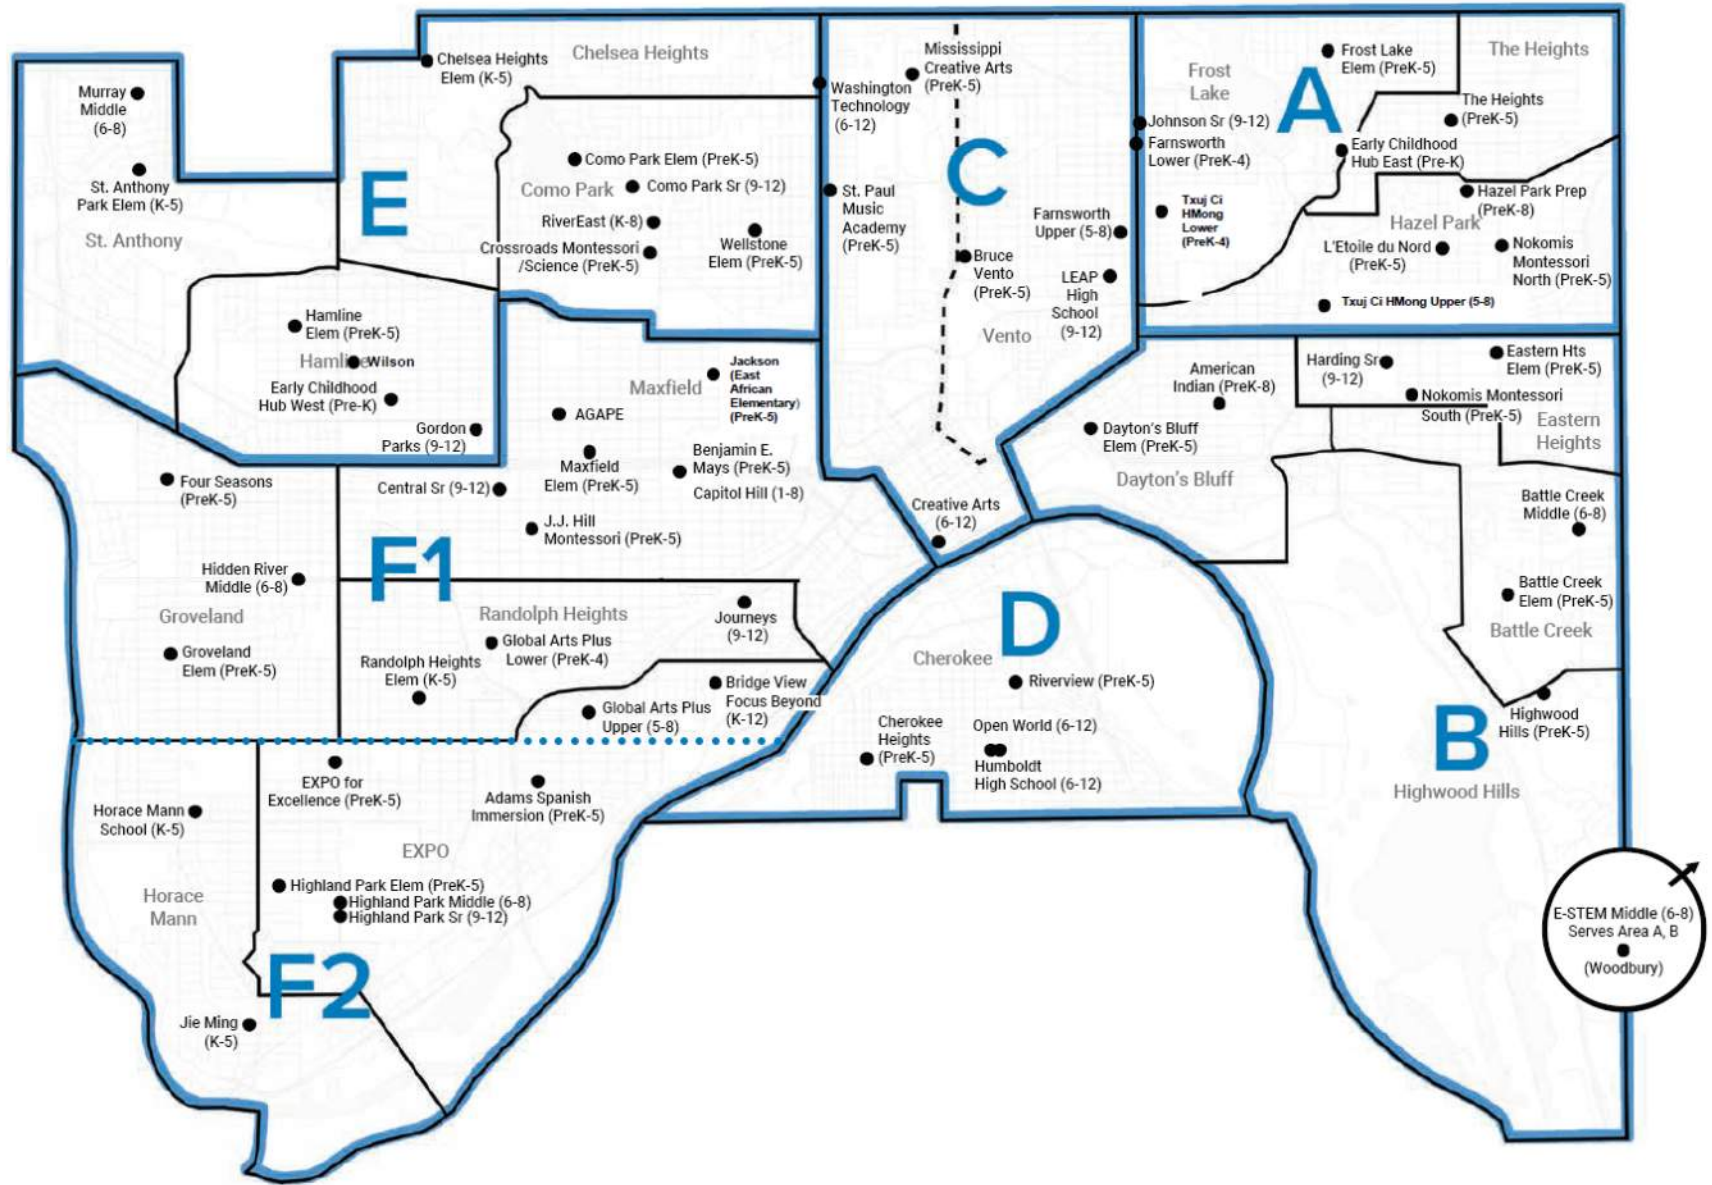 Chelsea Heights
Elem (K-5)
Chelsea Heights
Mississippi
Creative Arts
(PreK-5)
Frost Lake
Elem (PreK-5)
The Heights
Murray
Middle
(6-8)
Washington
Technology
(6-12)
Frost
Lake
A
The Heights
(PreK-5)
Johnson Sr (9-12)
Farnsworth
Lower (PreK-4)
Early Childhood
Hub East (Pre-K)
St. Anthony
Park Elem (K-5)
St. Anthony
E
Como Park Elem (PreK-5)
Como Park
Como Park Sr (9-12)
RiverEast (K-8)
Crossroads Montessori
/Science (PreK-5)
Wellstone
Elem (PreK-5)
St. Paul
Music
Academy
(PreK-5)
C
Farnsworth
Upper (5-8)
Bruce
Vento
(PreK-5)
LEAP
High
School
(9-12)
Vento
Txuj Ci
HMong
Lower
(PreK-4)
Hazel Park Prep
(PreK-8)
Hazel Park
L'Etoile du Nord
(PreK-5)
Nokomis
Montessori
North (PreK-5)
Txuj Ci HMong Upper (5-8)
Hamline
Elem (PreK-5)
Hamline
Wilson
Early Childhood
Hub West (Pre-K)
Gordon
Parks (9-12)
Maxfield
Jackson
(East
African
Elementary)
(PreK-5)
AGAPE
Maxfield
Elem (PreK-5)
Benjamin E.
Mays (PreK-5)
Capitol Hill (1-8)
Central Sr (9-12)
J.J. Hill
Montessori (PreK-5)
American
Indian (PreK-8)
Dayton's Bluff
Elem (PreK-5)
Dayton's Bluff
Harding Sr
(9-12)
Eastern Hts
Elem (PreK-5)
Nokomis Montessori
South (PreK-5)
Eastern
Heights
Four Seasons
(PreK-5)
Creative Arts
(6-12)
Battle Creek
Middle (6-8)
F1
Hidden River
Middle (6-8)
Groveland
Groveland
Elem (PreK-5)
Randolph Heights
Journeys
(9-12)
Global Arts Plus
Lower (PreK-4)
Randolph Heights
Elem (K-5)
Bridge View
Focus Beyond
(K-12)
Global Arts Plus
Upper (5-8)
D
Cherokee
Riverview (PreK-5)
Cherokee
Heights
(PreK-5)
Open World (6-12)
Humboldt
High School (6-12)
Battle Creek
Elem (PreK-5)
Battle Creek
Highwood
Hills (PreK-5)
B
Highwood Hills
EXPO for
Excellence (PreK-5)
Adams Spanish
Immersion (PreK-5)
Horace Mann
School (K-5)
EXPO
Horace
Mann
Highland Park Elem (PreK-5)
Highland Park Middle (6-8)
Highland Park Sr (9-12)
F2
Jie Ming
(K-5)
E-STEM Middle (6-8)
Serves Area A, B
(Woodbury)